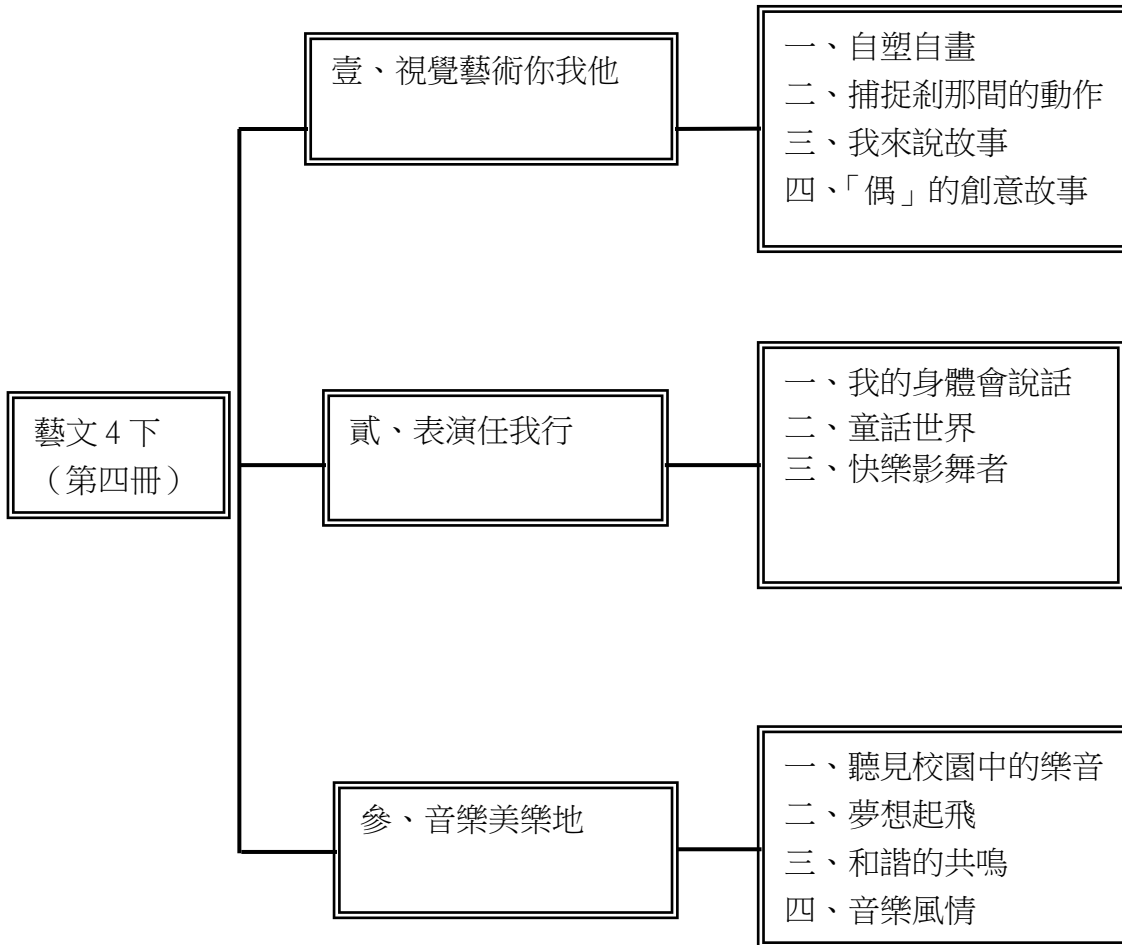 壹、視覺藝術你我他
一、自塑自畫
二、捕捉剎那間的動作
三、我來說故事
四、「偶」的創意故事
藝文4下
（第四冊）
貳、表演任我行
一、我的身體會說話
二、童話世界
三、快樂影舞者
參、音樂美樂地
一、聽見校園中的樂音
二、夢想起飛
三、和諧的共鳴
四、音樂風情